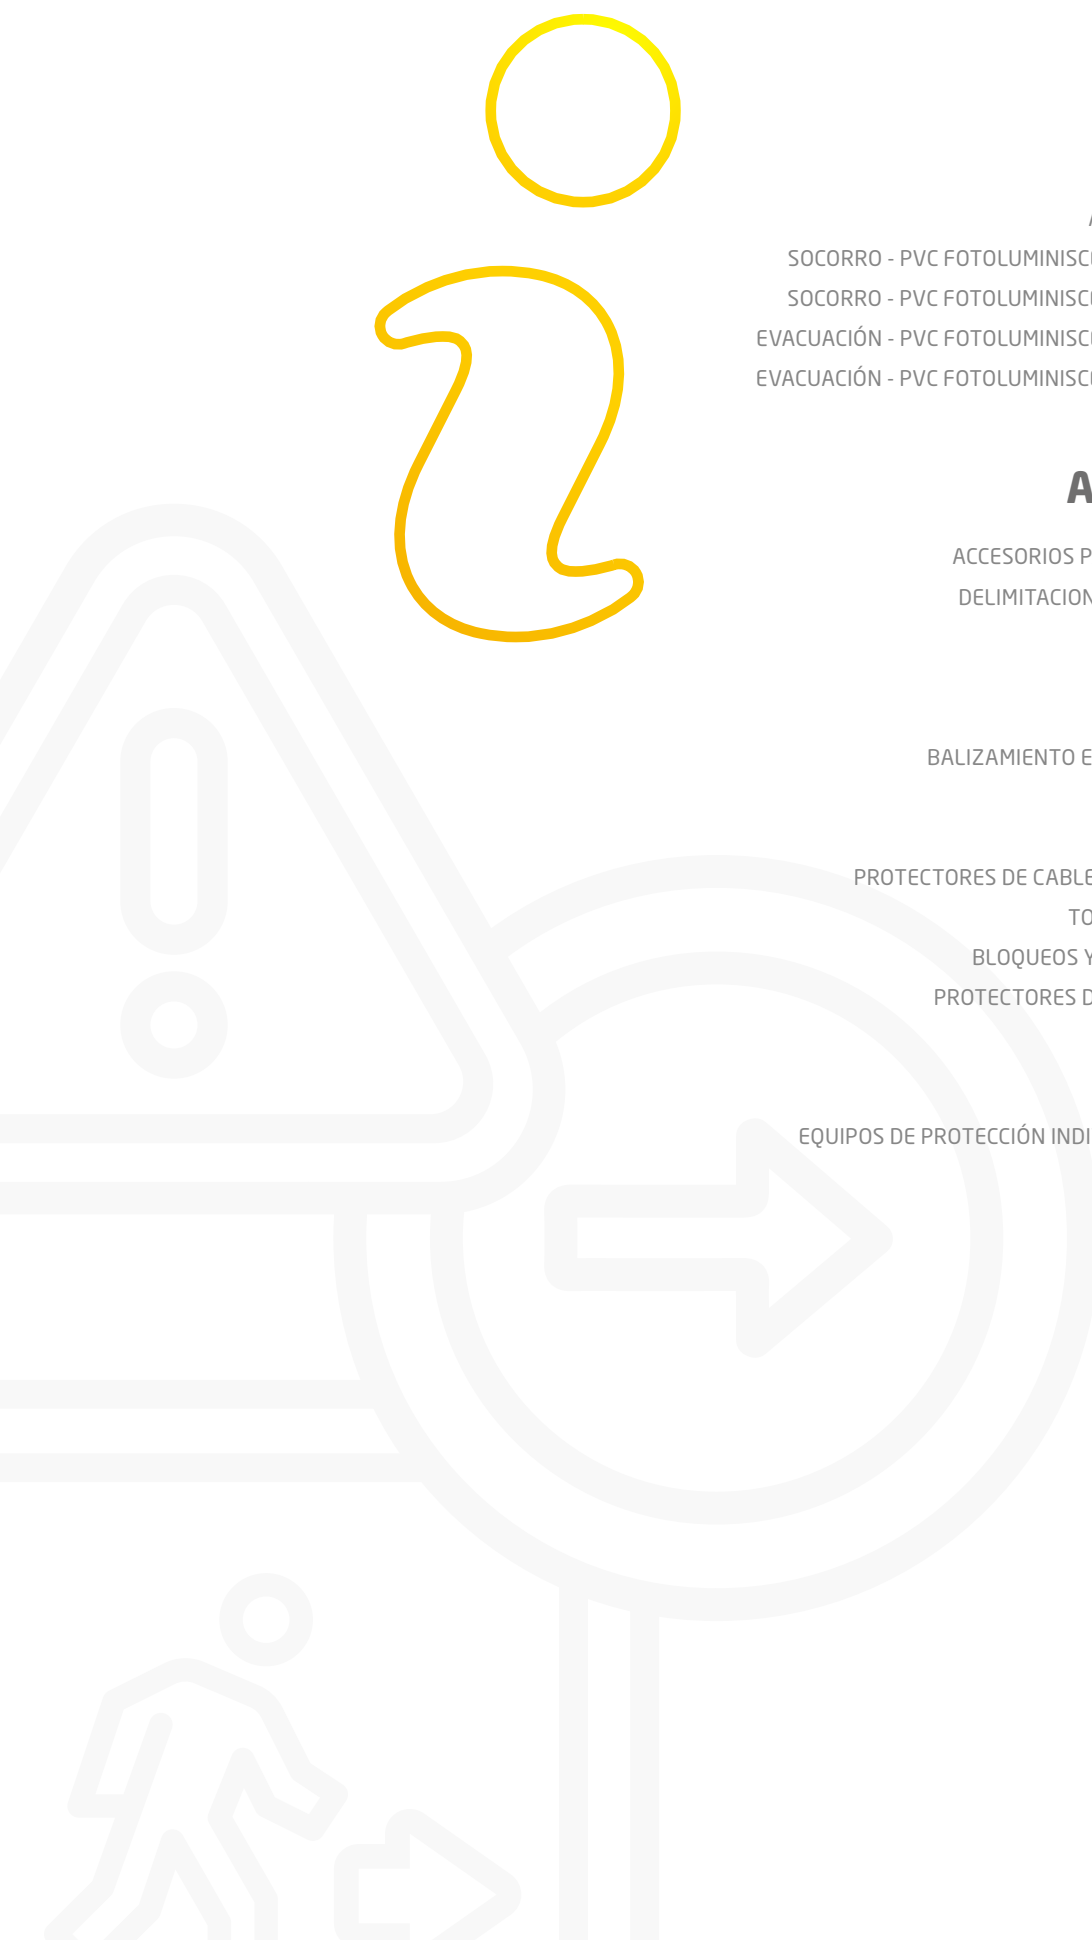 SOCORRO - PVC FOTOLUMINISC
SOCORRO - PVC FOTOLUMINISC
EVACUACIÓN - PVC FOTOLUMINISC
EVACUACIÓN - PVC FOTOLUMINISC
A
ACCESORIOS P
DELIMITACION
BALIZAMIENTO E
PROTECTORES DE CABLE
TO
BLOQUEOS Y
PROTECTORES D
EQUIPOS DE PROTECCIÓN INDI